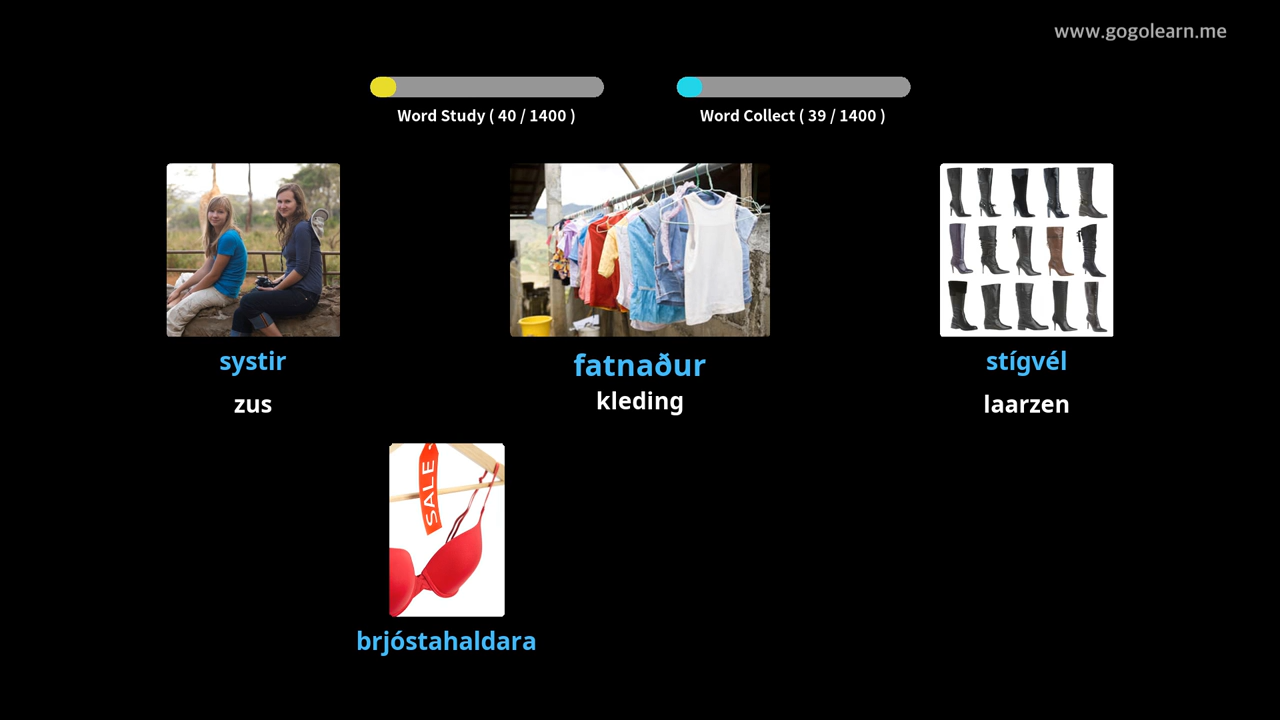 www.gogolearn.me
Word Study ( 40 / 1400 )
Word Collect ( 39 / 1400 )
systir
zus
fatnaður
kleding
stígvél
laarzen
SALE
brjóstahaldara